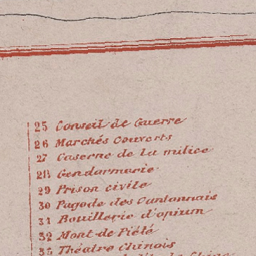 25 Conseil de Guerre
26 Marchés Couverts
27 Caserne de la milice
28 Gendarmerie
29 Prison civile
30 Pagode des Cantonnais
31 Bouillerie d'opium
32 Mont-de Piété
33 Théatre Chinois